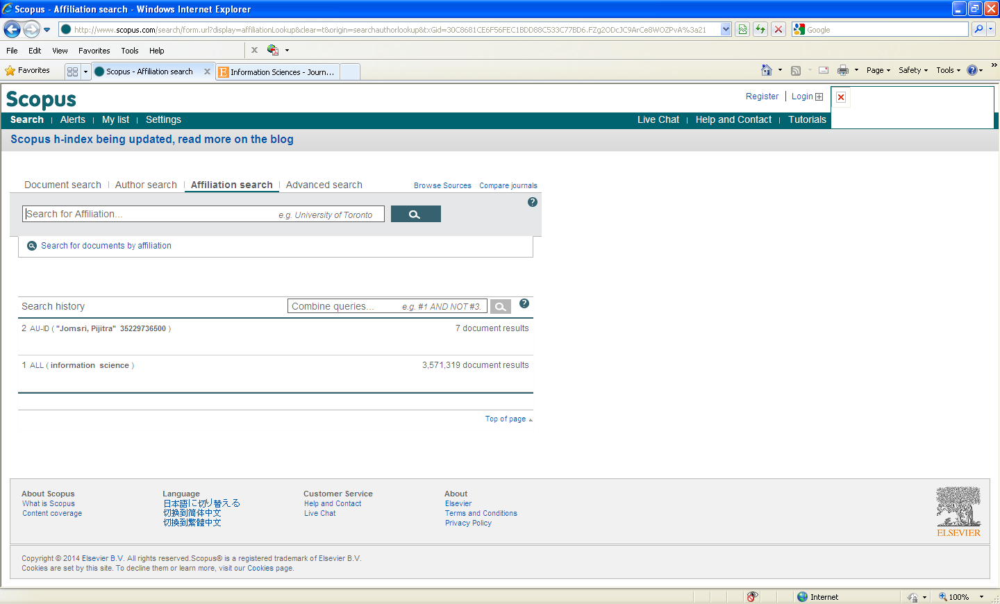 Scopus - Affiliation search - Windows Internet Explorer
http://www.scopus.com/search/form.url?display=affiliationLookup&clear=t&origin=searchauthorlookup&txGid=30C8681CE6F56FEC1BDD88C533C77BD6.FZg2ODcJC9ArCe8WOZPvA%3a21
Google
File Edit View Favorites Tools Help
Favorites
Scopus - Affiliation search
Information Sciences - Journ...
Page Safety Tools
Scopus
Register Login
Search Alerts My list Settings
Live Chat Help and Contact Tutorials
Scopus h-index being updated, read more on the blog
Document search Author search Affiliation search Advanced search Browse Sources Compare journals
Search for Affiliation... e.g. University of Toronto
Search for documents by affiliation
Search history Combine queries... e.g. #1 AND NOT #3.
2 AU-ID ( "Jomsri, Pijitra" 35229736500 ) 7 document results
1 ALL ( information science ) 3,571,319 document results
Top of page
About Scopus
What is Scopus
Content coverage
Language
日本語に切り替える
切换到简体中文
切換到繁體中文
Customer Service
Help and Contact
Live Chat
About
Elsevier
Terms and Conditions
Privacy Policy
ELSEVIER
Copyright © 2014 Elsevier B.V. All rights reserved.Scopus® is a registered trademark of Elsevier B.V.
Cookies are set by this site. To decline them or learn more, visit our Cookies page.
Internet
100%